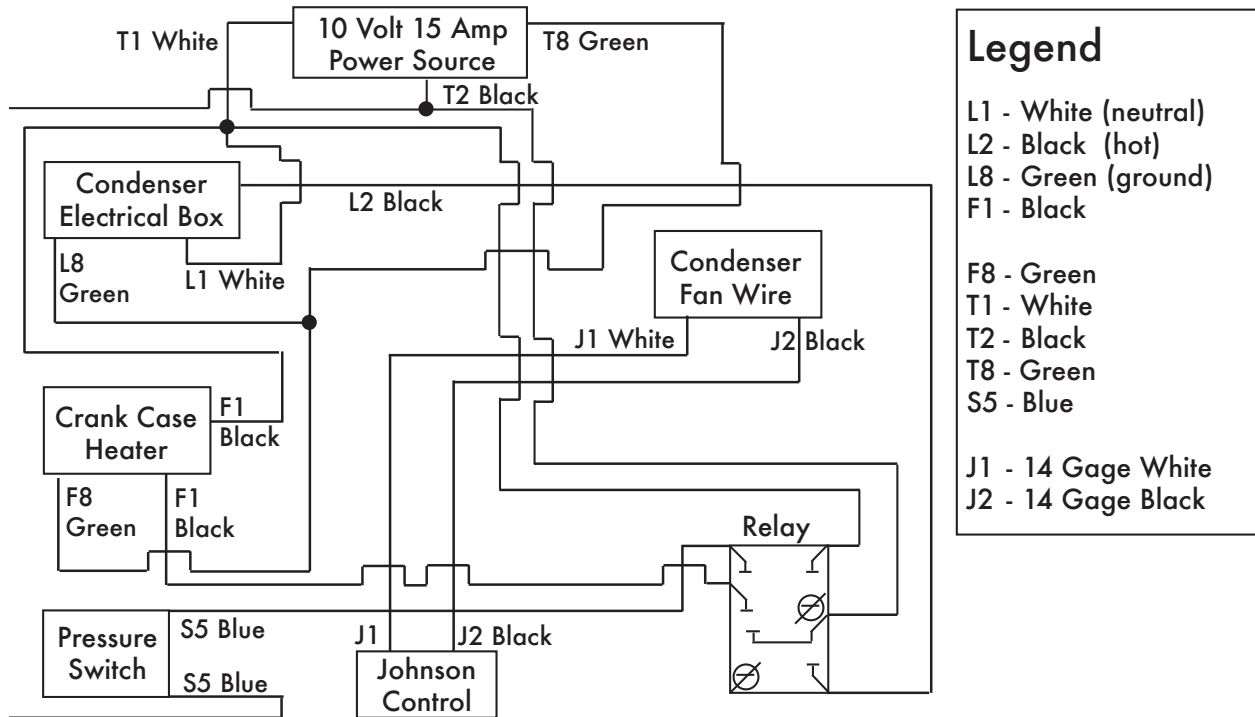 T1 White
10 Volt 15 Amp
Power Source
T8 Green
T2 Black
Condenser
Electrical Box
L2 Black
L8
Green
L1 White
Condenser
Fan Wire
J1 White
J2 Black
Crank Case
Heater
F1
Black
F8
Green
F1
Black
Relay
Pressure
Switch
S5 Blue
S5 Blue
J1
J2 Black
Johnson
Control
Legend
L1 - White (neutral)
L2 - Black (hot)
L8 - Green (ground)
F1 - Black
F8 - Green
T1 - White
T2 - Black
T8 - Green
S5 - Blue
J1 - 14 Gage White
J2 - 14 Gage Black